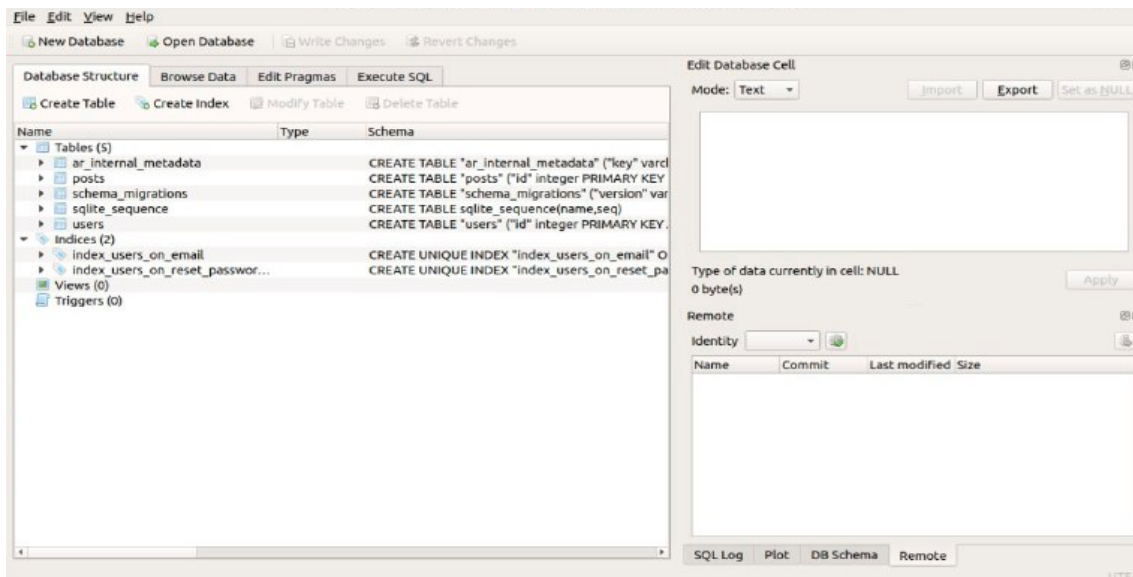 File Edit View Help
New Database Open Database Write Changes Revert Changes
Database Structure Browse Data Edit Pragmas Execute SQL
Create Table Create Index Modify Table Delete Table
Name Type Schema
Tables (5)
ar_internal_metadata CREATE TABLE "ar_internal_metadata" ("key" varcl
posts CREATE TABLE "posts" ("id" integer PRIMARY KEY
schema_migrations CREATE TABLE "schema_migrations" ("version" var
sqlite_sequence CREATE TABLE sqlite_sequence(name,seq)
users CREATE TABLE "users" ("id" integer PRIMARY KEY
Indices (2)
index_users_on_email CREATE UNIQUE INDEX "index_users_on_email" O
index_users_on_reset_passwor... CREATE UNIQUE INDEX "index_users_on_reset_pa
Views (0)
Triggers (0)
Edit Database Cell
Mode: Text Import Export Set as NULL
Type of data currently in cell: NULL
0 byte(s)
Apply
Remote
Identity
Name Commit Last modified Size
SQL Log Plot DB Schema Remote